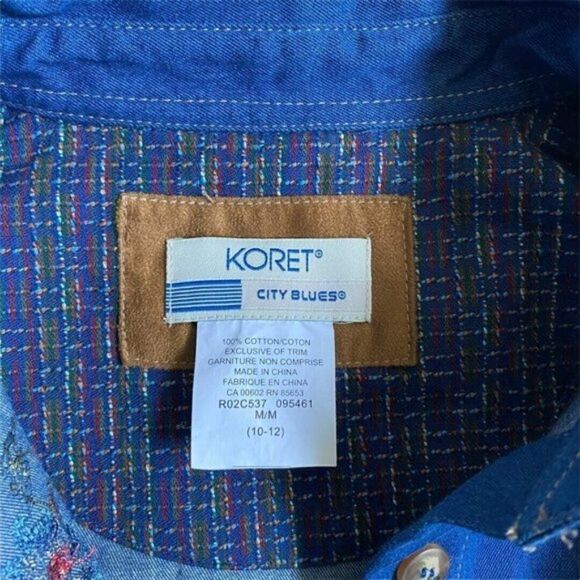 KORET®
CITY BLUES®
100% COTTON/COTON
EXCLUSIVE OF TRIM
GARNITURE NON COMPRISE
MADE IN CHINA
FABRIQUE EN CHINA
CA 00602 RN 85653
R02C537 095461
M/M
(10-12)